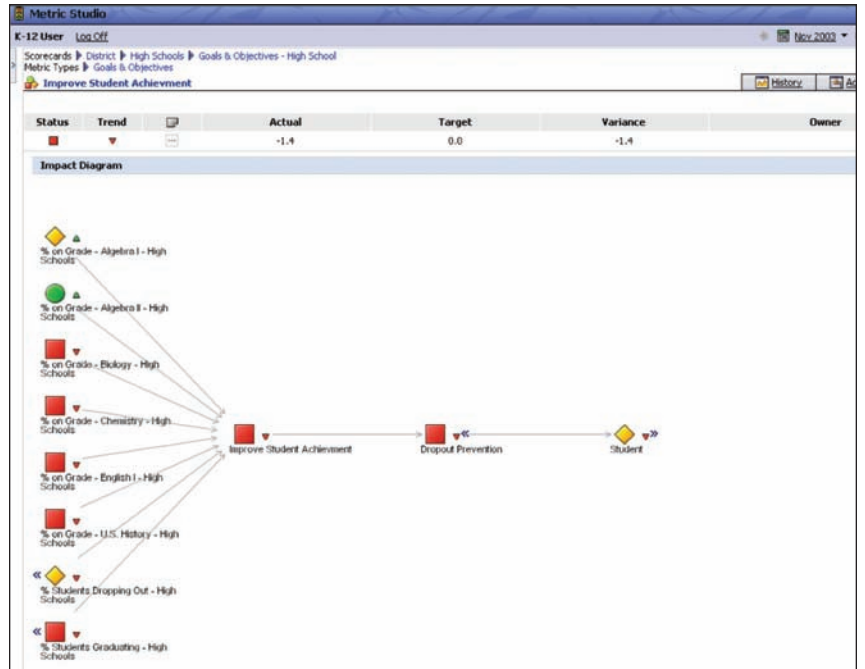 Metric Studio
K-12 User Log Off
Nov 2003
Scorecards District High Schools Goals & Objectives - High School
Metric Types Goals & Objectives
Improve Student Achievment
History
Status Trend Actual Target Variance Owner
-1.4 0.0 -1.4
Impact Diagram
% on Grade - Algebra I - High
Schools
% on Grade - Algebra II - High
Schools
% on Grade - Biology - High
Schools
% on Grade - Chemistry - High
Schools
Improve Student Achievment
Dropout Prevention
Student
% on Grade - English I - High
Schools
% on Grade - U.S. History - High
Schools
% Students Dropping Out - High
Schools
% Students Graduating - High
Schools